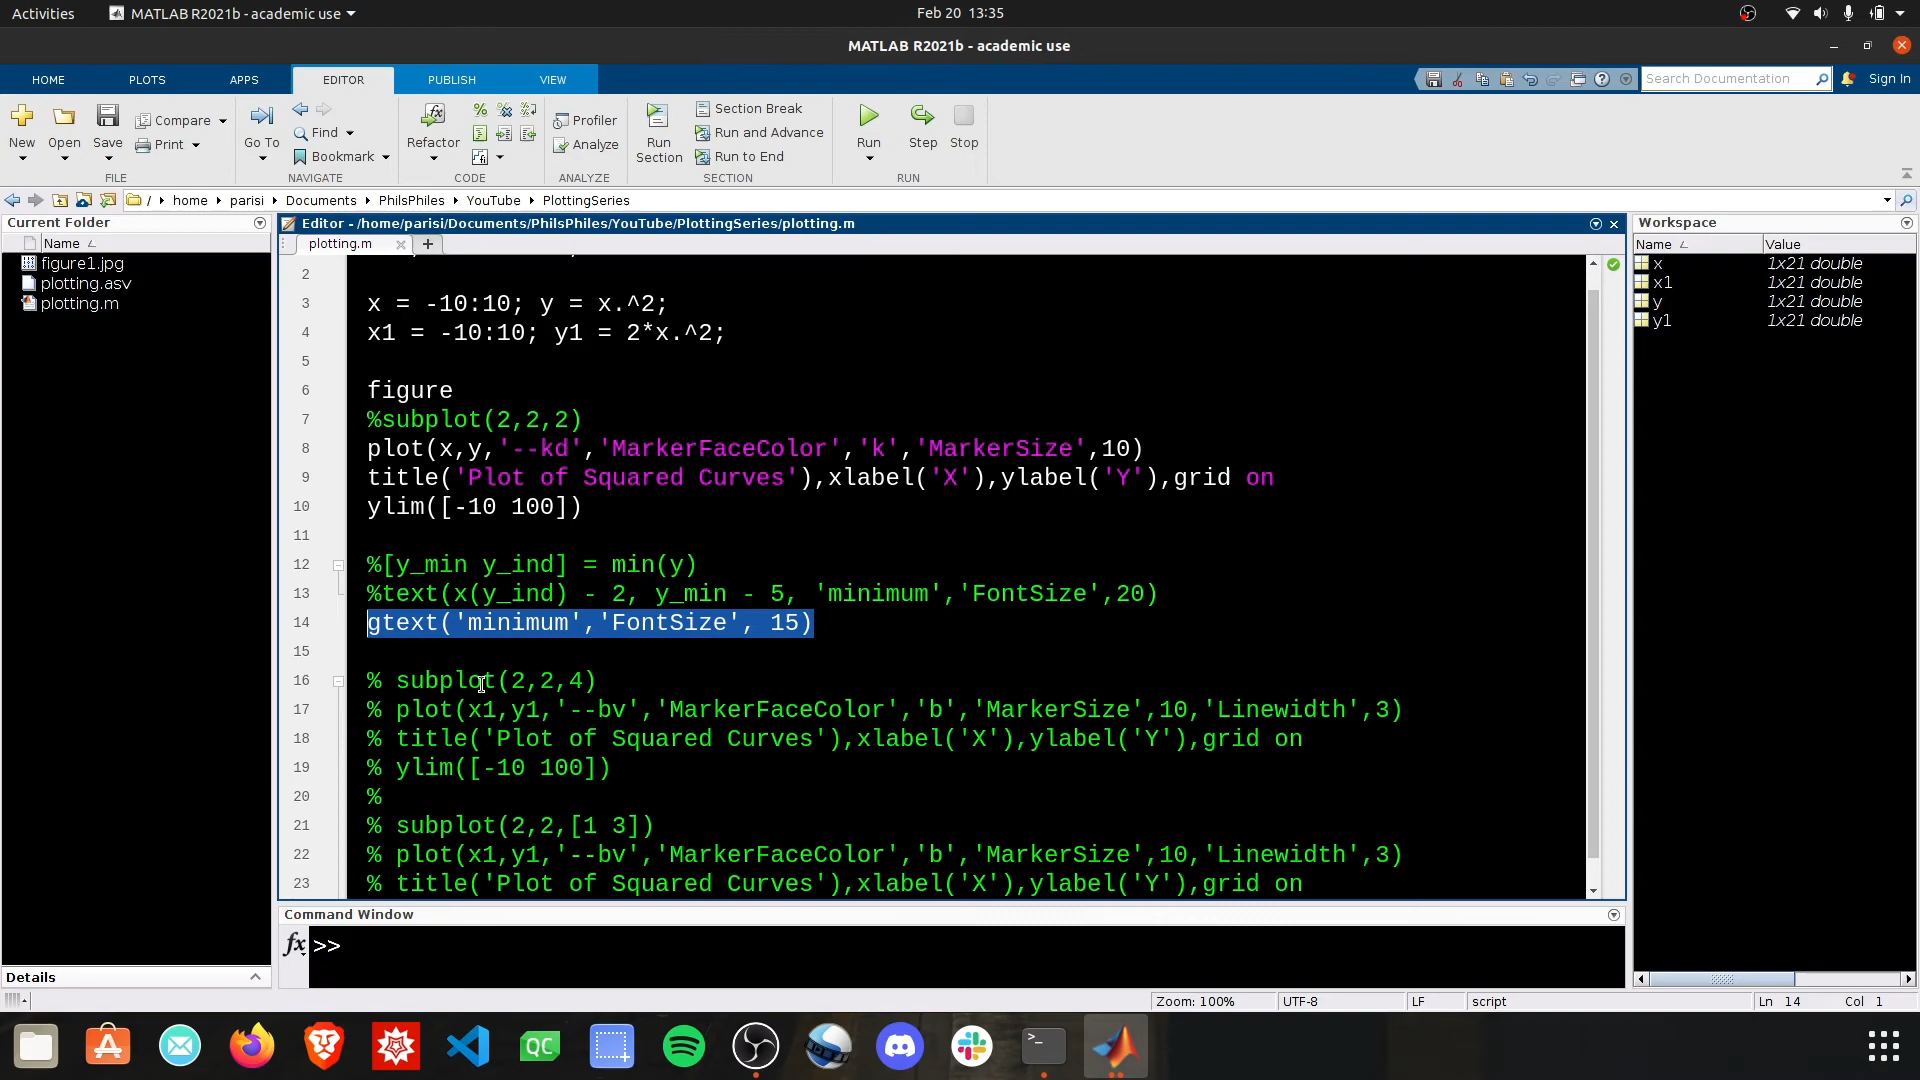 Activities
MATLAB R2021b - academic use
Feb 20 13:35
MATLAB R2021b - academic use
HOME PLOTS APPS EDITOR PUBLISH VIEW
Search Documentation
Sign In
New
Open
Save
Compare
Print
FILE
Go To
Find
Bookmark
NAVIGATE
Refactor
CODE
Profiler
Analyze
ANALYZE
Run Section
Section Break
Run and Advance
Run to End
SECTION
Run
Step
Stop
RUN
/ home parisi Documents PhilsPhiles YouTube PlottingSeries
Current Folder
Name
figure1.jpg
plotting.asv
plotting.m
Details
Editor - /home/parisi/Documents/PhilsPhiles/YouTube/PlottingSeries/plotting.m
plotting.m
2
3 x = -10:10; y = x.^2;
4 x1 = -10:10; y1 = 2*x.^2;
5
6 figure
7 %subplot(2,2,2)
8 plot(x,y,'--kd','MarkerFaceColor','k','MarkerSize',10)
9 title('Plot of Squared Curves'),xlabel('X'),ylabel('Y'),grid on
10 ylim([-10 100])
11
12 %[y_min y_ind] = min(y)
13 %text(x(y_ind) - 2, y_min - 5, 'minimum','FontSize',20)
14 gtext('minimum','FontSize', 15)
15
16 % subplot(2,2,4)
17 % plot(x1,y1,'--bv','MarkerFaceColor','b','MarkerSize',10,'Linewidth',3)
18 % title('Plot of Squared Curves'),xlabel('X'),ylabel('Y'),grid on
19 % ylim([-10 100])
20 %
21 % subplot(2,2,[1 3])
22 % plot(x1,y1,'--bv','MarkerFaceColor','b','MarkerSize',10,'Linewidth',3)
23 % title('Plot of Squared Curves'),xlabel('X'),ylabel('Y'),grid on
Command Window
fx >>
Workspace
Name Value
x 1x21 double
x1 1x21 double
y 1x21 double
y1 1x21 double
Zoom: 100% UTF-8 LF script Ln 14 Col 1
QC
>_